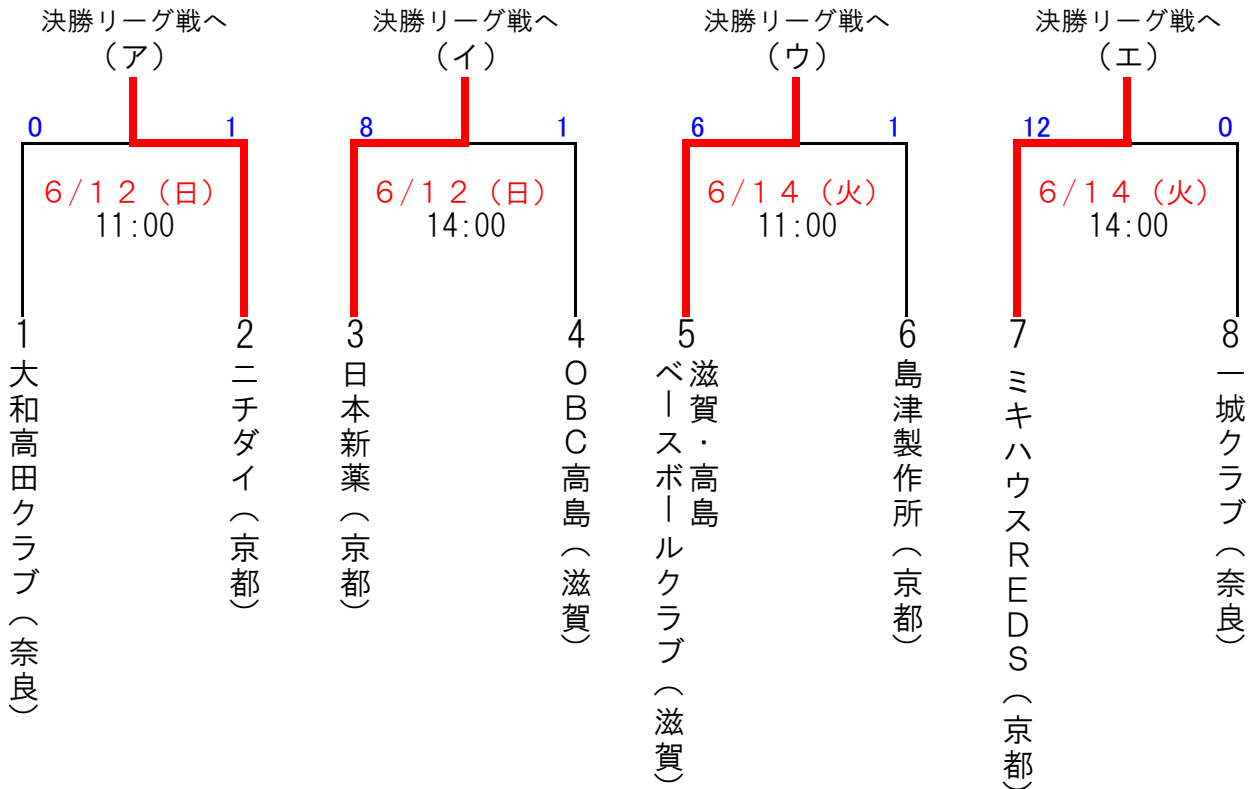 決勝リーグ戦へ
（ア）
0
1
６/１２（日）
11:00
1
大和高田クラブ（奈良）
2
ニチダイ（京都）
決勝リーグ戦へ
（イ）
8
1
６/１２（日）
14:00
3
日本新薬（京都）
4
ＯＢＣ高島（滋賀）
決勝リーグ戦へ
（ウ）
6
1
６/１４（火）
11:00
5
滋賀・高島
ベースボールクラブ（滋賀）
6
島津製作所（京都）
決勝リーグ戦へ
（エ）
12
0
６/１４（火）
14:00
7
ミキハウスＲＥＤＳ（京都）
8
一城クラブ（奈良）